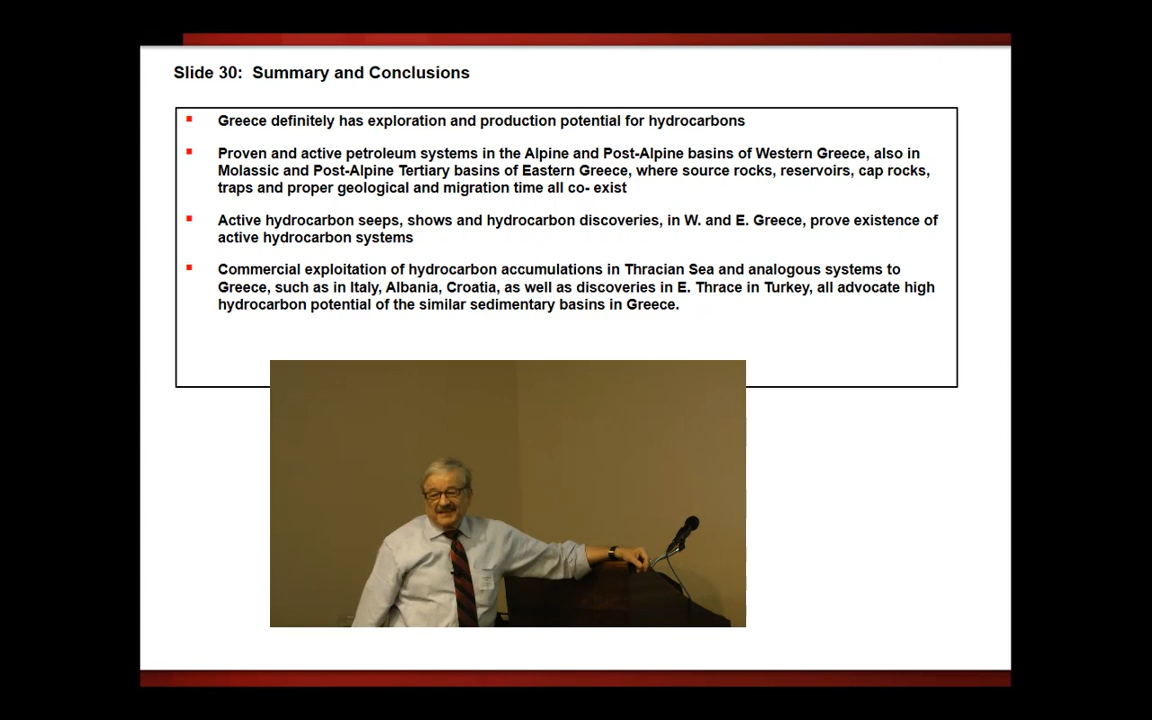 Slide 30:  Summary and Conclusions
Greece definitely has exploration and production potential for hydrocarbons
Proven and active petroleum systems in the Alpine and Post-Alpine basins of Western Greece, also in
Molassic and Post-Alpine Tertiary basins of Eastern Greece, where source rocks, reservoirs, cap rocks,
traps and proper geological and migration time all co- exist
Active hydrocarbon seeps, shows and hydrocarbon discoveries, in W. and E. Greece, prove existence of
active hydrocarbon systems
Commercial exploitation of hydrocarbon accumulations in Thracian Sea and analogous systems to
Greece, such as in Italy, Albania, Croatia, as well as discoveries in E. Thrace in Turkey, all advocate high
hydrocarbon potential of the similar sedimentary basins in Greece.